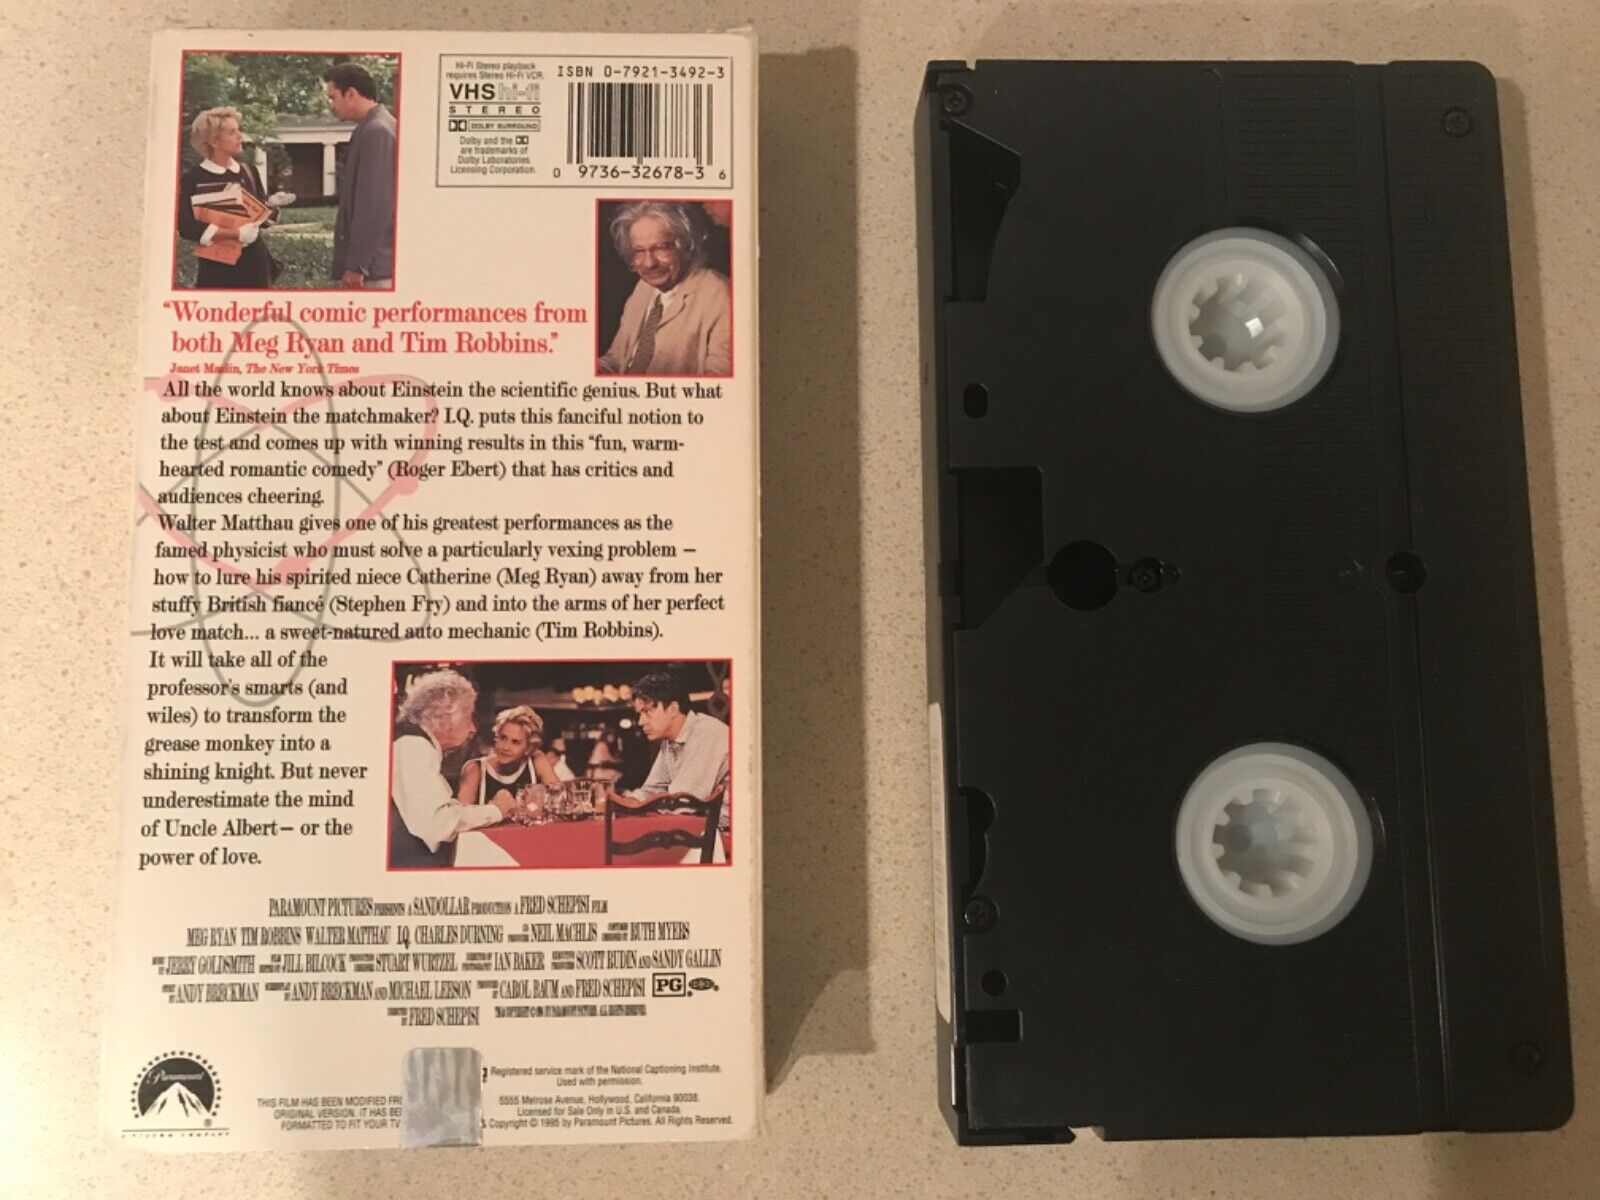 Hi-Fi Stereo playback
requires Stereo Hi-Fi VCR.
VHS hi-fi
STEREO
DOLBY SURROUND
Dolby and the
are trademarks of
Dolby Laboratories
Licensing Corporation.
ISBN 0-7921-3492-3
0 9736-32678-3 6
"Wonderful comic performances from
both Meg Ryan and Tim Robbins."
Janet Maslin, The New York Times
All the world knows about Einstein the scientific genius. But what
about Einstein the matchmaker? I.Q. puts this fanciful notion to
the test and comes up with winning results in this "fun, warm-
hearted romantic comedy" (Roger Ebert) that has critics and
audiences cheering.
Walter Matthau gives one of his greatest performances as the
famed physicist who must solve a particularly vexing problem —
how to lure his spirited niece Catherine (Meg Ryan) away from her
stuffy British fiancé (Stephen Fry) and into the arms of her perfect
love match... a sweet-natured auto mechanic (Tim Robbins).
It will take all of the
professor's smarts (and
wiles) to transform the
grease monkey into a
shining knight. But never
underestimate the mind
of Uncle Albert— or the
power of love.
PARAMOUNT PICTURES PRESENTS A SANDOLLAR PRODUCTION A FRED SCHEPISI FILM
MEG RYAN TIM ROBBINS WALTER MATTHAU I.Q. CHARLES DURNING NEIL MACHLIS RUTH MYERS
JERRY GOLDSMITH JILL BILCOCK STUART WURTZEL IAN BAKER SCOTT RUDIN AND SANDY GALLIN
ANDY BRECKMAN ANDY BRECKMAN AND MICHAEL LEESON CAROL BAUM AND FRED SCHEPISI PG
FRED SCHEPISI
Paramount
Registered service mark of the National Captioning Institute.
Used with permission.
THIS FILM HAS BEEN MODIFIED
ORIGINAL VERSION. IT HAS
FORMATTED TO FIT YOUR TV
5555 Melrose Avenue, Hollywood, California 90038.
Licensed for Sale Only in U.S. and Canada.
& Copyright © 1995 by Paramount Pictures. All Rights Reserved.